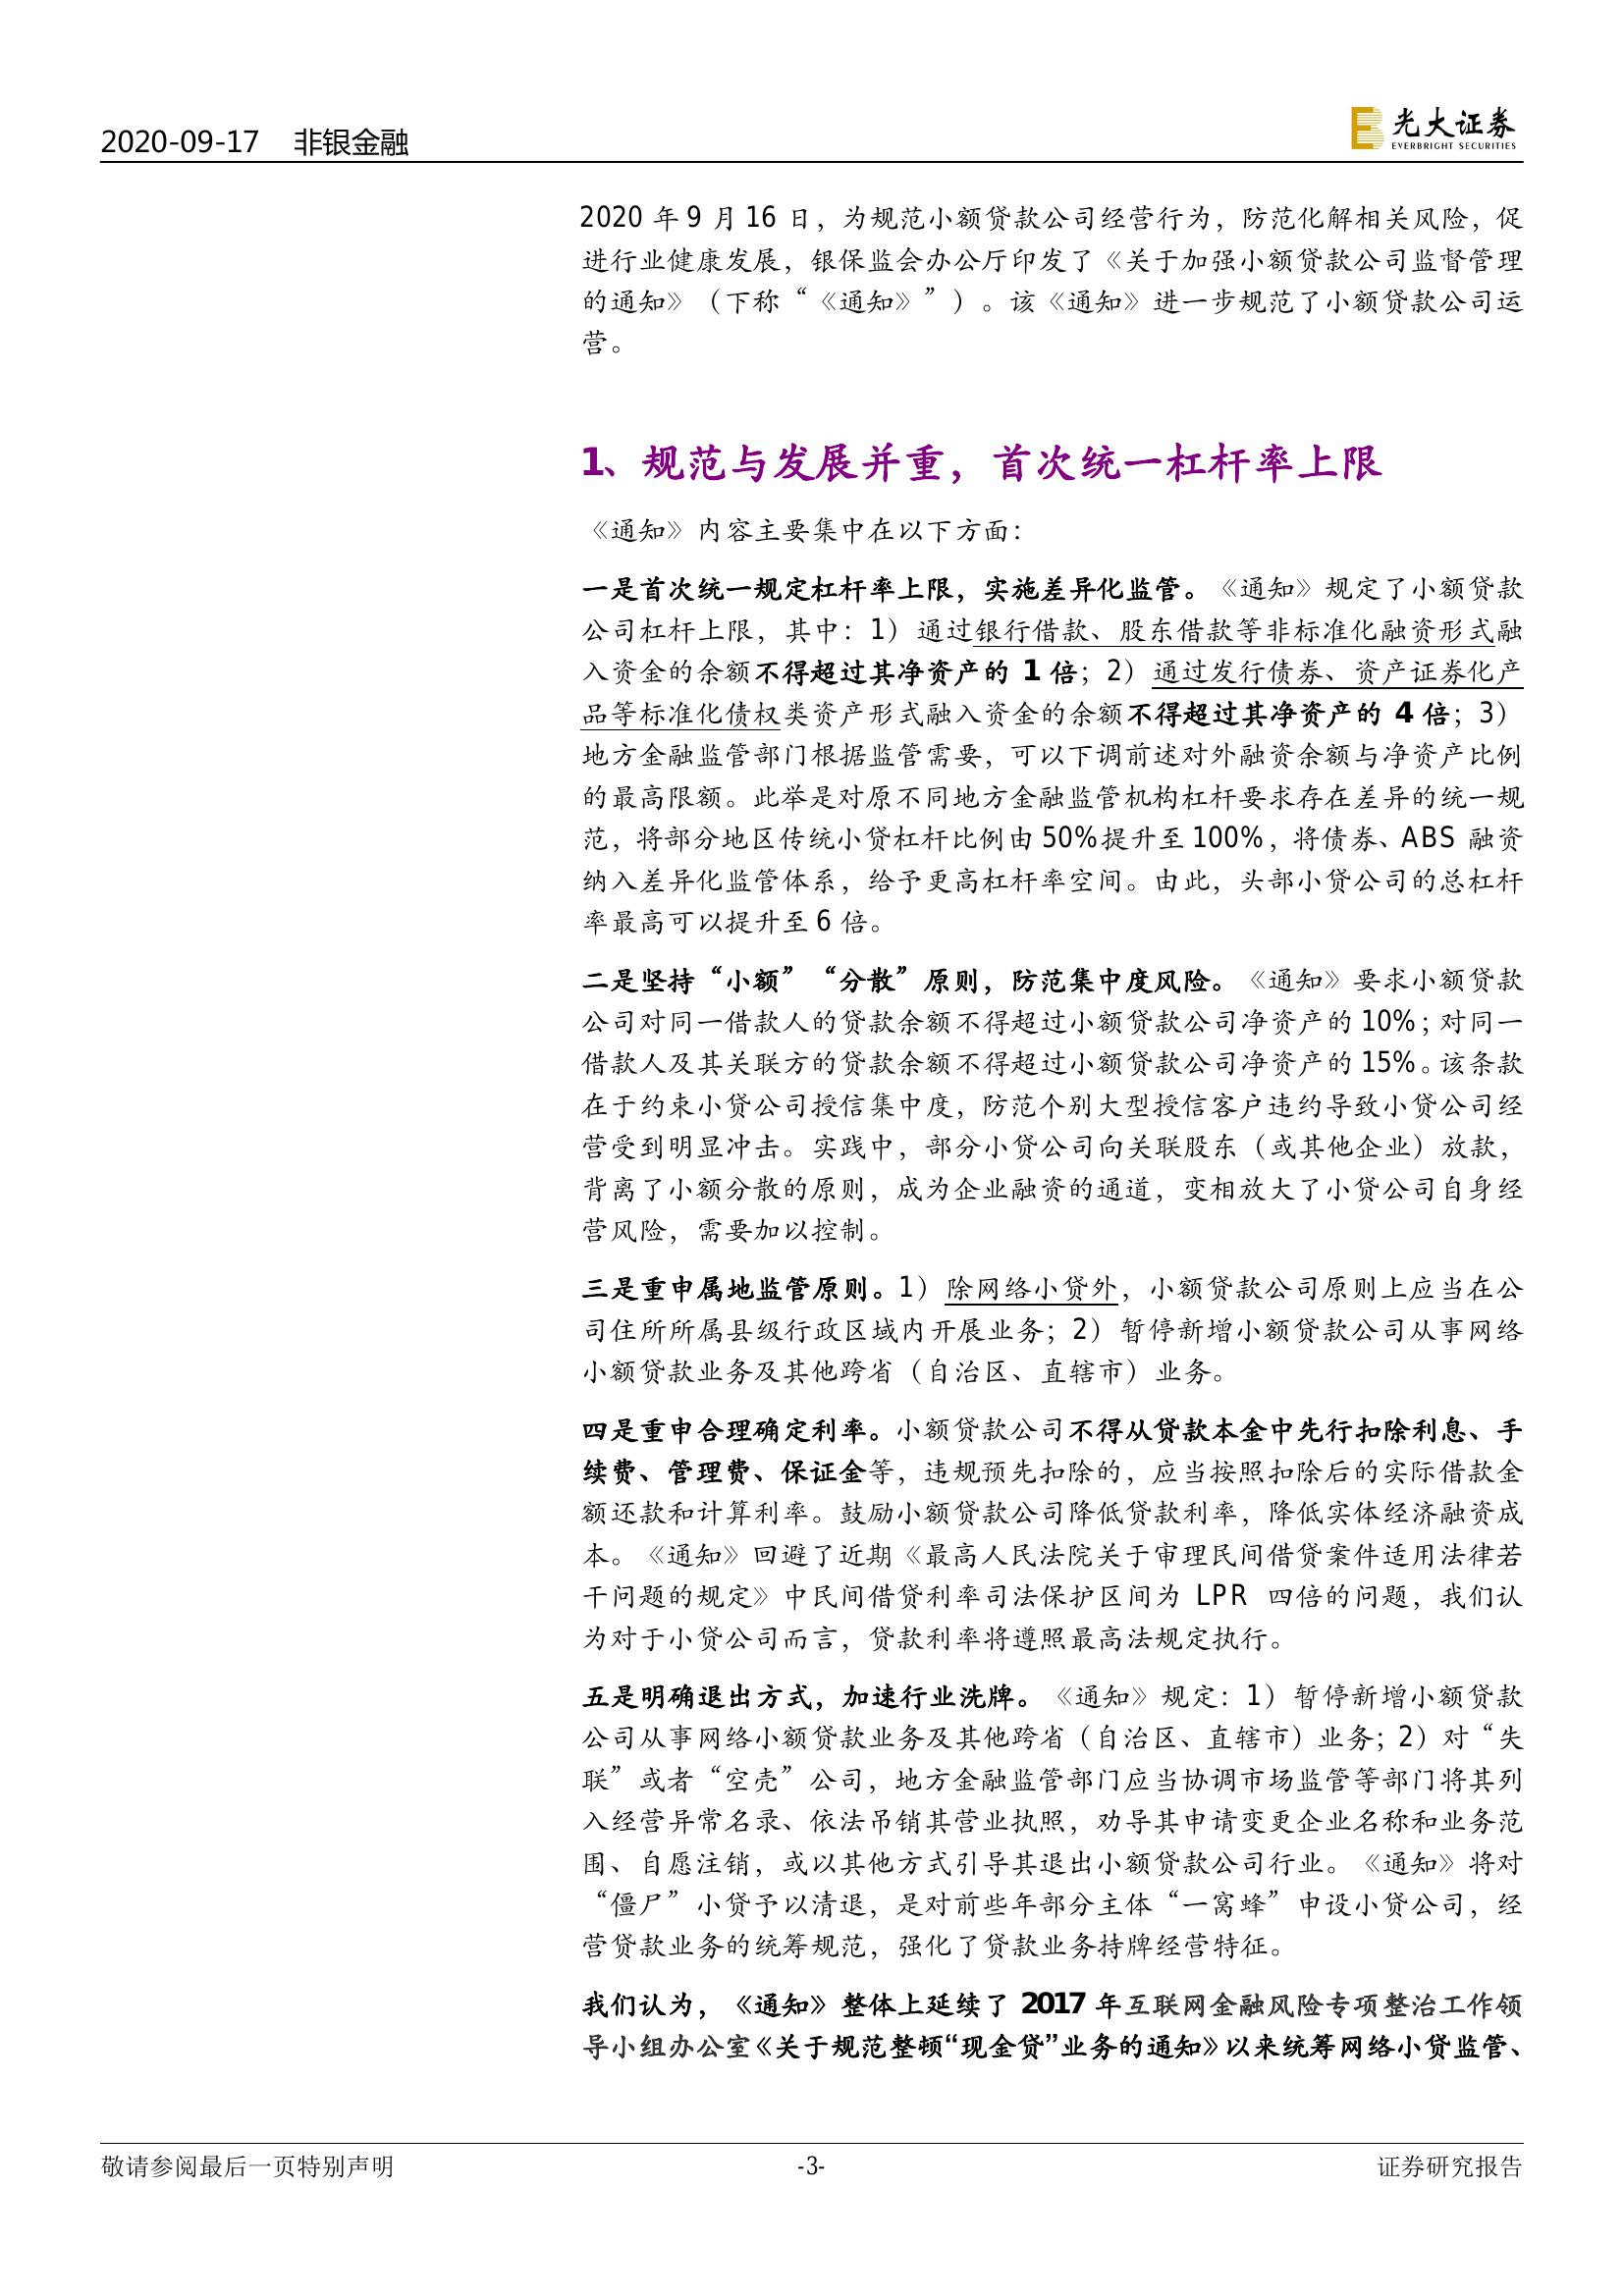 2020-09-17 非银金融
光大证券
EVERBRIGHT SECURITIES
2020 年 9 月 16 日，为规范小额贷款公司经营行为，防范化解相关风险，促
进行业健康发展，银保监会办公厅印发了《关于加强小额贷款公司监督管理
的通知》（下称“《通知》”）。该《通知》进一步规范了小额贷款公司运
营。
1、规范与发展并重，首次统一杠杆率上限
《通知》内容主要集中在以下方面：
一是首次统一规定杠杆率上限，实施差异化监管。《通知》规定了小额贷款
公司杠杆上限，其中：1）通过银行借款、股东借款等非标准化融资形式融
入资金的余额不得超过其净资产的 1 倍；2）通过发行债券、资产证券化产
品等标准化债权类资产形式融入资金的余额不得超过其净资产的 4 倍；3）
地方金融监管部门根据监管需要，可以下调前述对外融资余额与净资产比例
的最高限额。此举是对原不同地方金融监管机构杠杆要求存在差异的统一规
范，将部分地区传统小贷杠杆比例由 50%提升至 100%，将债券、ABS 融资
纳入差异化监管体系，给予更高杠杆率空间。由此，头部小贷公司的总杠杆
率最高可以提升至 6 倍。
二是坚持“小额”“分散”原则，防范集中度风险。《通知》要求小额贷款
公司对同一借款人的贷款余额不得超过小额贷款公司净资产的 10%；对同一
借款人及其关联方的贷款余额不得超过小额贷款公司净资产的 15%。该条款
在于约束小贷公司授信集中度，防范个别大型授信客户违约导致小贷公司经
营受到明显冲击。实践中，部分小贷公司向关联股东（或其他企业）放款，
背离了小额分散的原则，成为企业融资的通道，变相放大了小贷公司自身经
营风险，需要加以控制。
三是重申属地监管原则。1）除网络小贷外，小额贷款公司原则上应当在公
司住所所属县级行政区域内开展业务；2）暂停新增小额贷款公司从事网络
小额贷款业务及其他跨省（自治区、直辖市）业务。
四是重申合理确定利率。小额贷款公司不得从贷款本金中先行扣除利息、手
续费、管理费、保证金等，违规预先扣除的，应当按照扣除后的实际借款金
额还款和计算利率。鼓励小额贷款公司降低贷款利率，降低实体经济融资成
本。《通知》回避了近期《最高人民法院关于审理民间借贷案件适用法律若
干问题的规定》中民间借贷利率司法保护区间为 LPR 四倍的问题，我们认
为对于小贷公司而言，贷款利率将遵照最高法规定执行。
五是明确退出方式，加速行业洗牌。《通知》规定：1）暂停新增小额贷款
公司从事网络小额贷款业务及其他跨省（自治区、直辖市）业务；2）对“失
联”或者“空壳”公司，地方金融监管部门应当协调市场监管等部门将其列
入经营异常名录、依法吊销其营业执照，劝导其申请变更企业名称和业务范
围、自愿注销，或以其他方式引导其退出小额贷款公司行业。《通知》将对
“僵尸”小贷予以清退，是对前些年部分主体“一窝蜂”申设小贷公司，经
营贷款业务的统筹规范，强化了贷款业务持牌经营特征。
我们认为，《通知》整体上延续了 2017 年互联网金融风险专项整治工作领
导小组办公室《关于规范整顿“现金贷”业务的通知》以来统筹网络小贷监管、
敬请参阅最后一页特别声明
-3-
证券研究报告